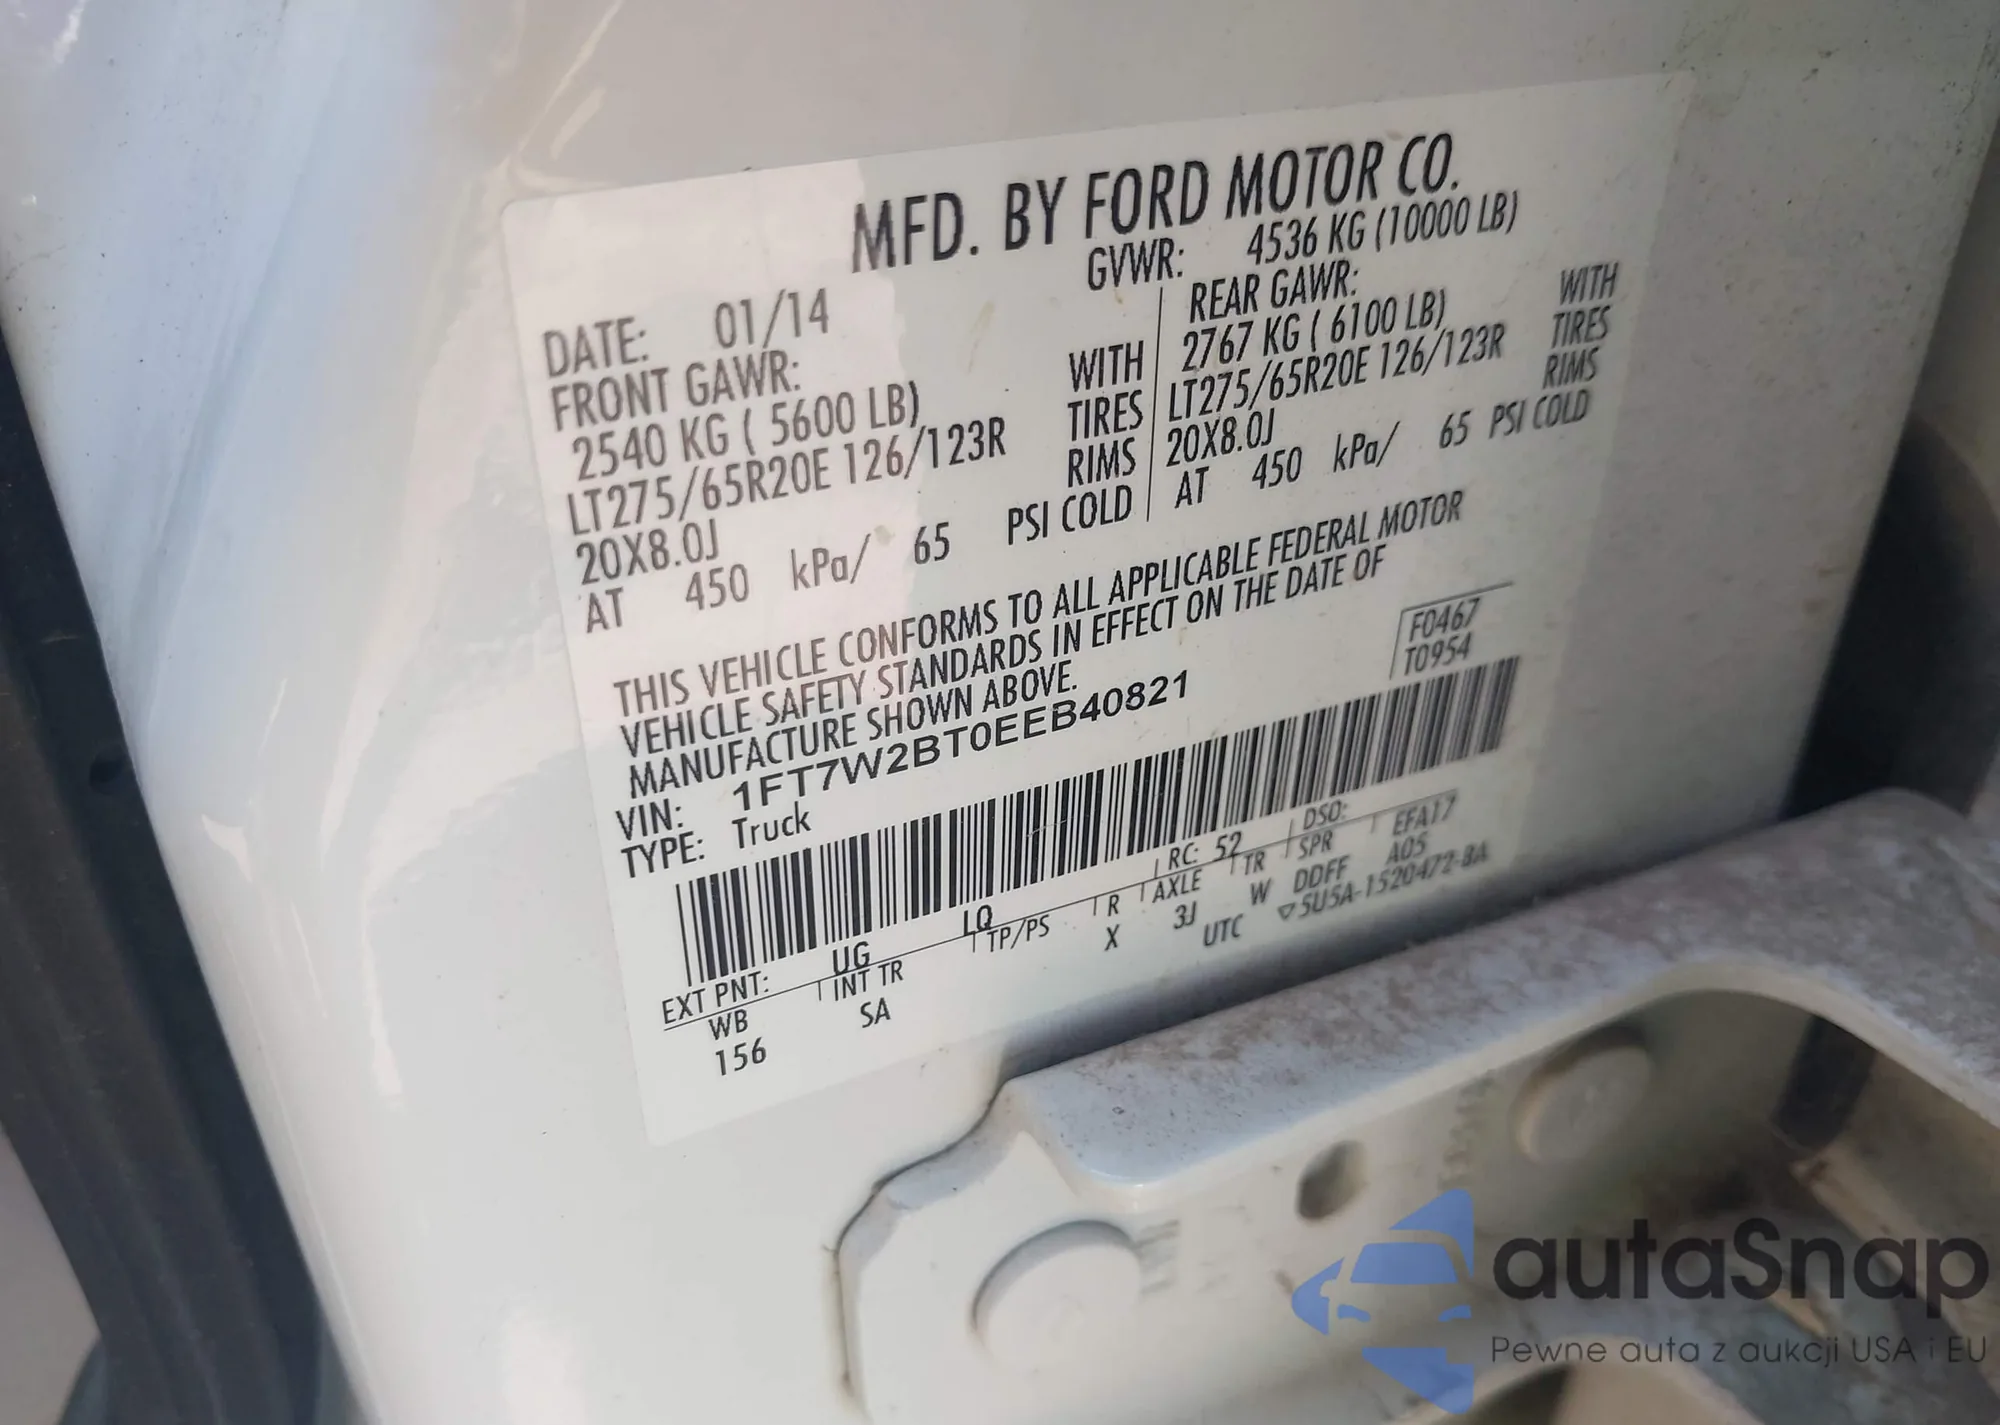 MFD. BY FORD MOTOR CO.
DATE: 01/14
GVWR: 4536 KG (10000 LB)
FRONT GAWR:
2540 KG ( 5600 LB) WITH
LT275/65R20E 126/123R TIRES
20X8.0J RIMS
AT 450 kPa/ 65 PSI COLD
REAR GAWR:
2767 KG ( 6100 LB) WITH
LT275/65R20E 126/123R TIRES
20X8.0J RIMS
AT 450 kPa/ 65 PSI COLD
THIS VEHICLE CONFORMS TO ALL APPLICABLE FEDERAL MOTOR
VEHICLE SAFETY STANDARDS IN EFFECT ON THE DATE OF
MANUFACTURE SHOWN ABOVE.
F0467
T0954
VIN: 1FT7W2BT0EEB40821
TYPE: Truck
EXT PNT: UG LQ RC: 52 DSO:
WB INT TR TP/PS R AXLE TR SPR EFA17
156 SA X 3J W DDFF A05
UTC ▽5U5A-1520472-BA
autaSnap
Pewne auta z aukcji USA i EU